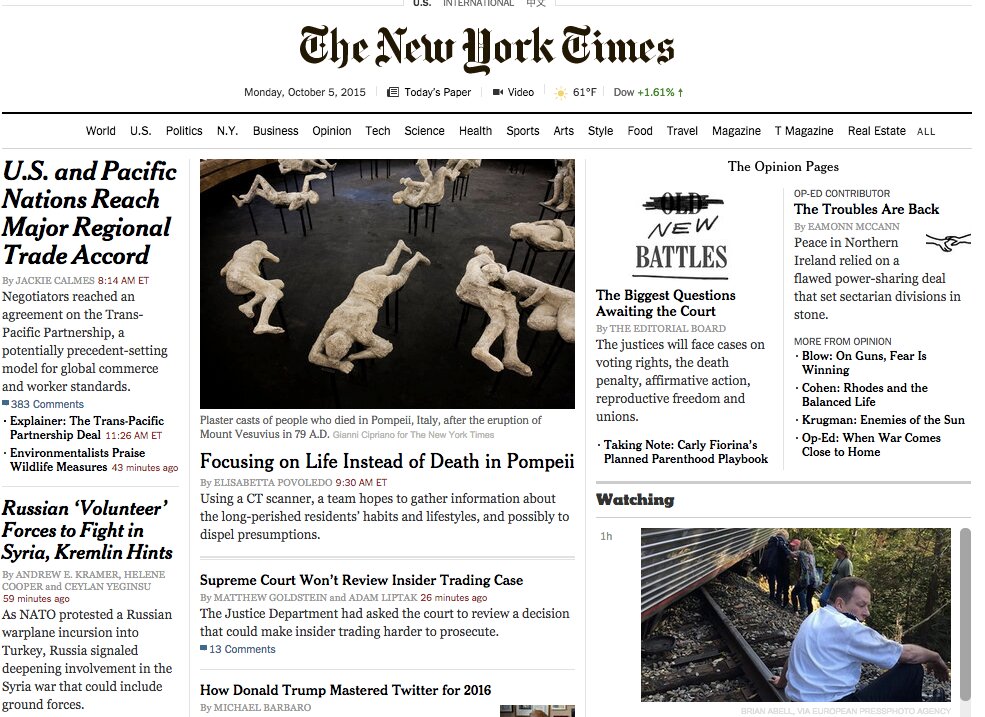 U.S. INTERNATIONAL 中文
The New York Times
Monday, October 5, 2015 Today's Paper Video 61°F Dow +1.61% ↑
World U.S. Politics N.Y. Business Opinion Tech Science Health Sports Arts Style Food Travel Magazine T Magazine Real Estate ALL
U.S. and Pacific
Nations Reach
Major Regional
Trade Accord
By JACKIE CALMES 8:14 AM ET
Negotiators reached an
agreement on the Trans-
Pacific Partnership, a
potentially precedent-setting
model for global commerce
and worker standards.
383 Comments
· Explainer: The Trans-Pacific
Partnership Deal 11:26 AM ET
· Environmentalists Praise
Wildlife Measures 43 minutes ago
Russian ‘Volunteer’
Forces to Fight in
Syria, Kremlin Hints
By ANDREW E. KRAMER, HELENE
COOPER and CEYLAN YEGINSU
59 minutes ago
As NATO protested a Russian
warplane incursion into
Turkey, Russia signaled
deepening involvement in the
Syria war that could include
ground forces.
Plaster casts of people who died in Pompeii, Italy, after the eruption of
Mount Vesuvius in 79 A.D. Gianni Cipriano for The New York Times
Focusing on Life Instead of Death in Pompeii
By ELISABETTA POVOLEDO 9:30 AM ET
Using a CT scanner, a team hopes to gather information about
the long-perished residents’ habits and lifestyles, and possibly to
dispel presumptions.
Supreme Court Won’t Review Insider Trading Case
By MATTHEW GOLDSTEIN and ADAM LIPTAK 26 minutes ago
The Justice Department had asked the court to review a decision
that could make insider trading harder to prosecute.
13 Comments
How Donald Trump Mastered Twitter for 2016
By MICHAEL BARBARO
The Opinion Pages
OLD
NEW
BATTLES
The Biggest Questions
Awaiting the Court
By THE EDITORIAL BOARD
The justices will face cases on
voting rights, the death
penalty, affirmative action,
reproductive freedom and
unions.
· Taking Note: Carly Fiorina’s
Planned Parenthood Playbook
OP-ED CONTRIBUTOR
The Troubles Are Back
By EAMONN MCCANN
Peace in Northern
Ireland relied on a
flawed power-sharing deal
that set sectarian divisions in
stone.
MORE FROM OPINION
· Blow: On Guns, Fear Is
Winning
· Cohen: Rhodes and the
Balanced Life
· Krugman: Enemies of the Sun
· Op-Ed: When War Comes
Close to Home
Watching
1h
BRIAN ABELL, VIA EUROPEAN PRESSPHOTO AGENCY